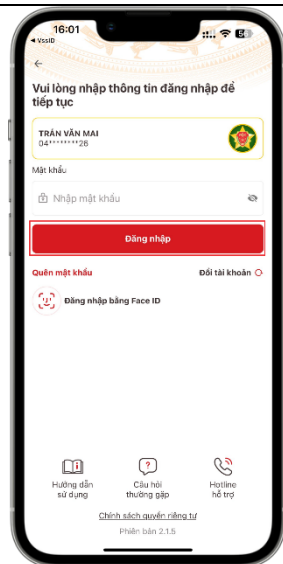 16:01
VssID
Vui lòng nhập thông tin đăng nhập để
tiếp tục
TRẦN VĂN MAI
04********26
Mật khẩu
Nhập mật khẩu
Đăng nhập
Quên mật khẩu
Đổi tài khoản
Đăng nhập bằng Face ID
Hướng dẫn
sử dụng
Câu hỏi
thường gặp
Hotline
hỗ trợ
Chính sách quyền riêng tư
Phiên bản 2.1.5